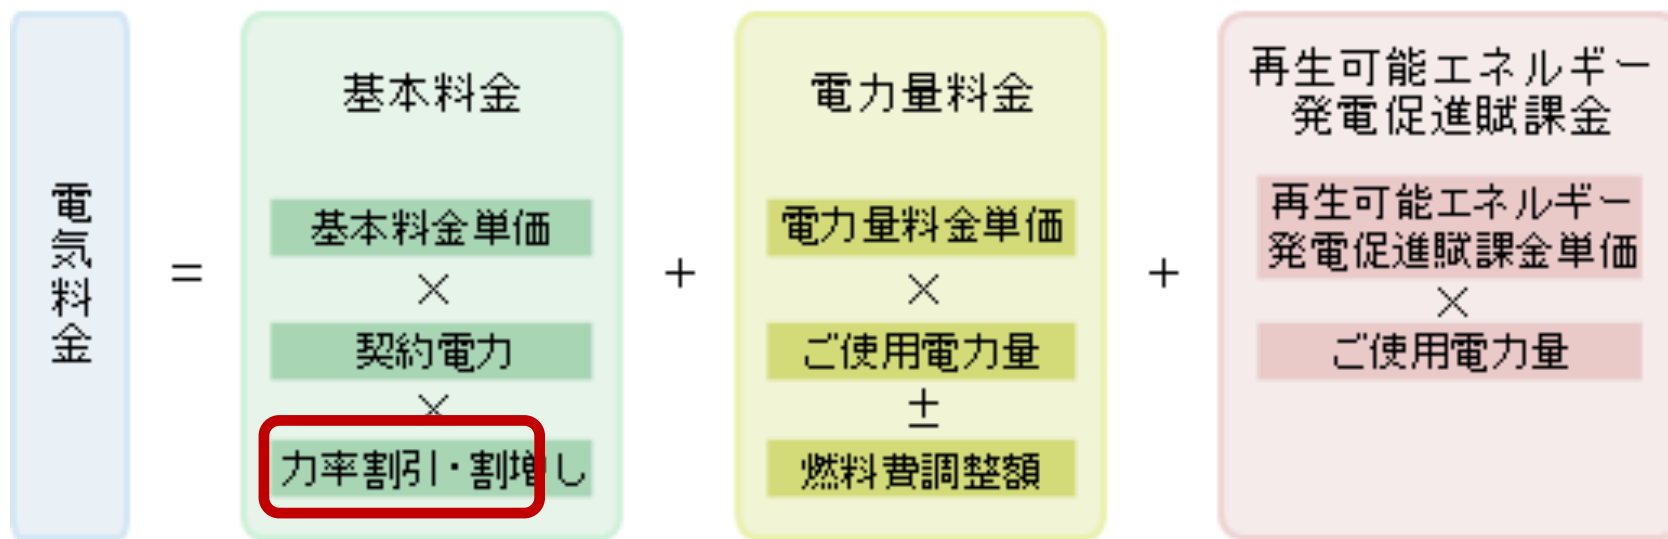 電気料金
=
基本料金
基本料金単価
×
契約電力
×
力率割引・割増し
+
電力量料金
電力量料金単価
×
ご使用電力量
±
燃料費調整額
+
再生可能エネルギー
発電促進賦課金
再生可能エネルギー
発電促進賦課金単価
×
ご使用電力量